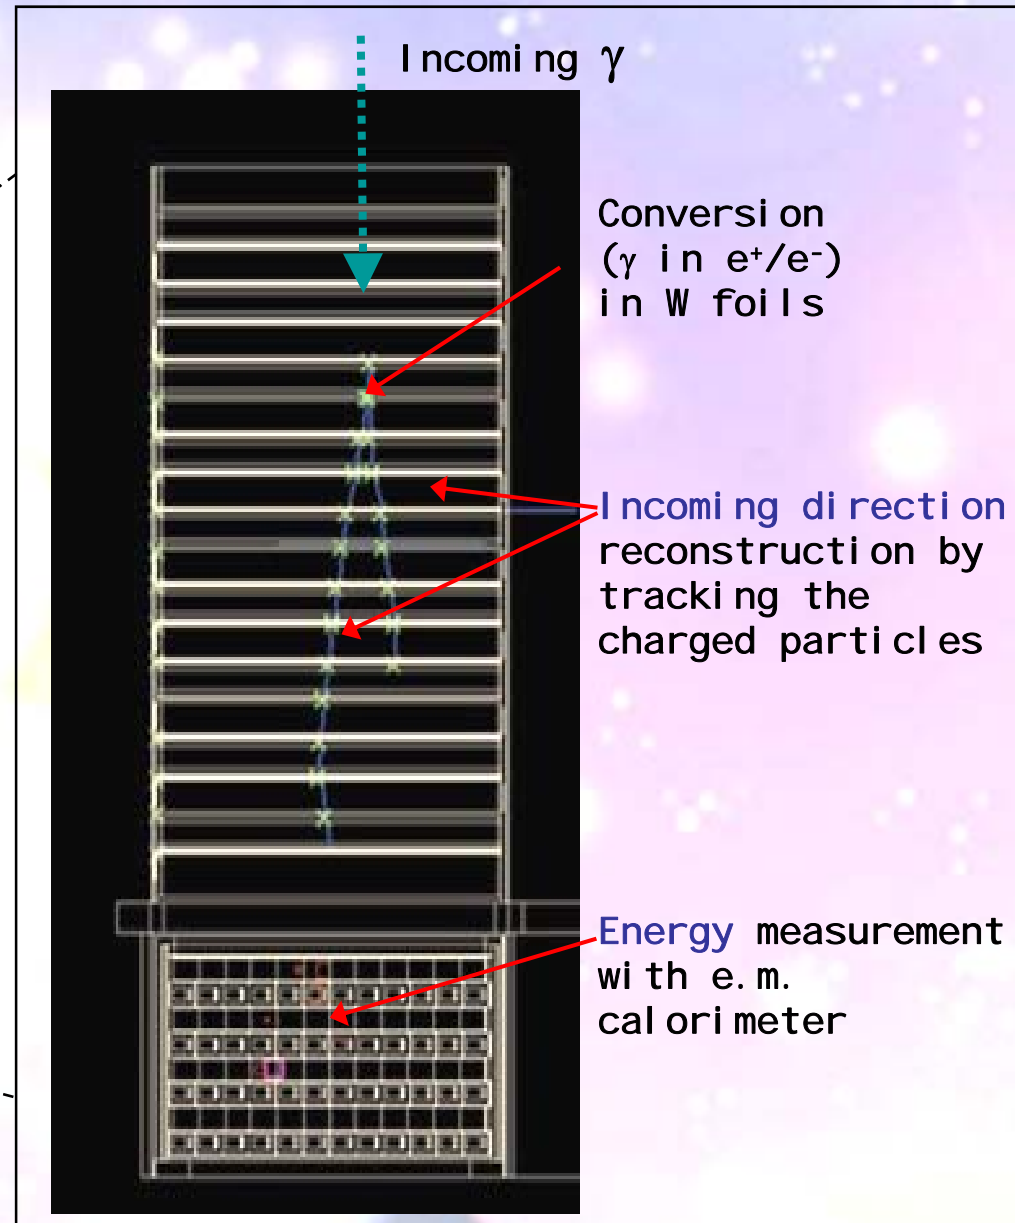 Incoming γ
Conversion
(γ in e⁺/e⁻)
in W foils
Incoming direction
reconstruction by
tracking the
charged particles
Energy measurement
with e.m.
calorimeter